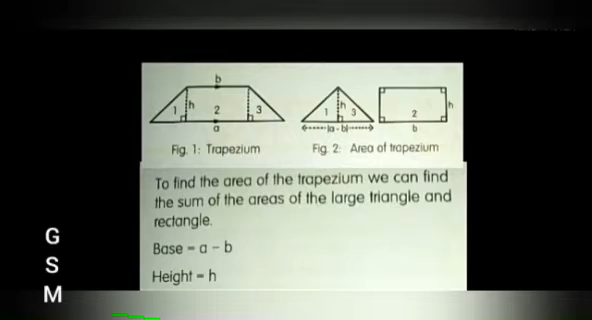 b
1 h 2 3
a
1 h 3
(a - b)
2 h
b
Fig. 1: Trapezium
Fig. 2: Area of trapezium
To find the area of the trapezium we can find
the sum of the areas of the large triangle and
rectangle.
Base = a - b
Height = h
G
S
M